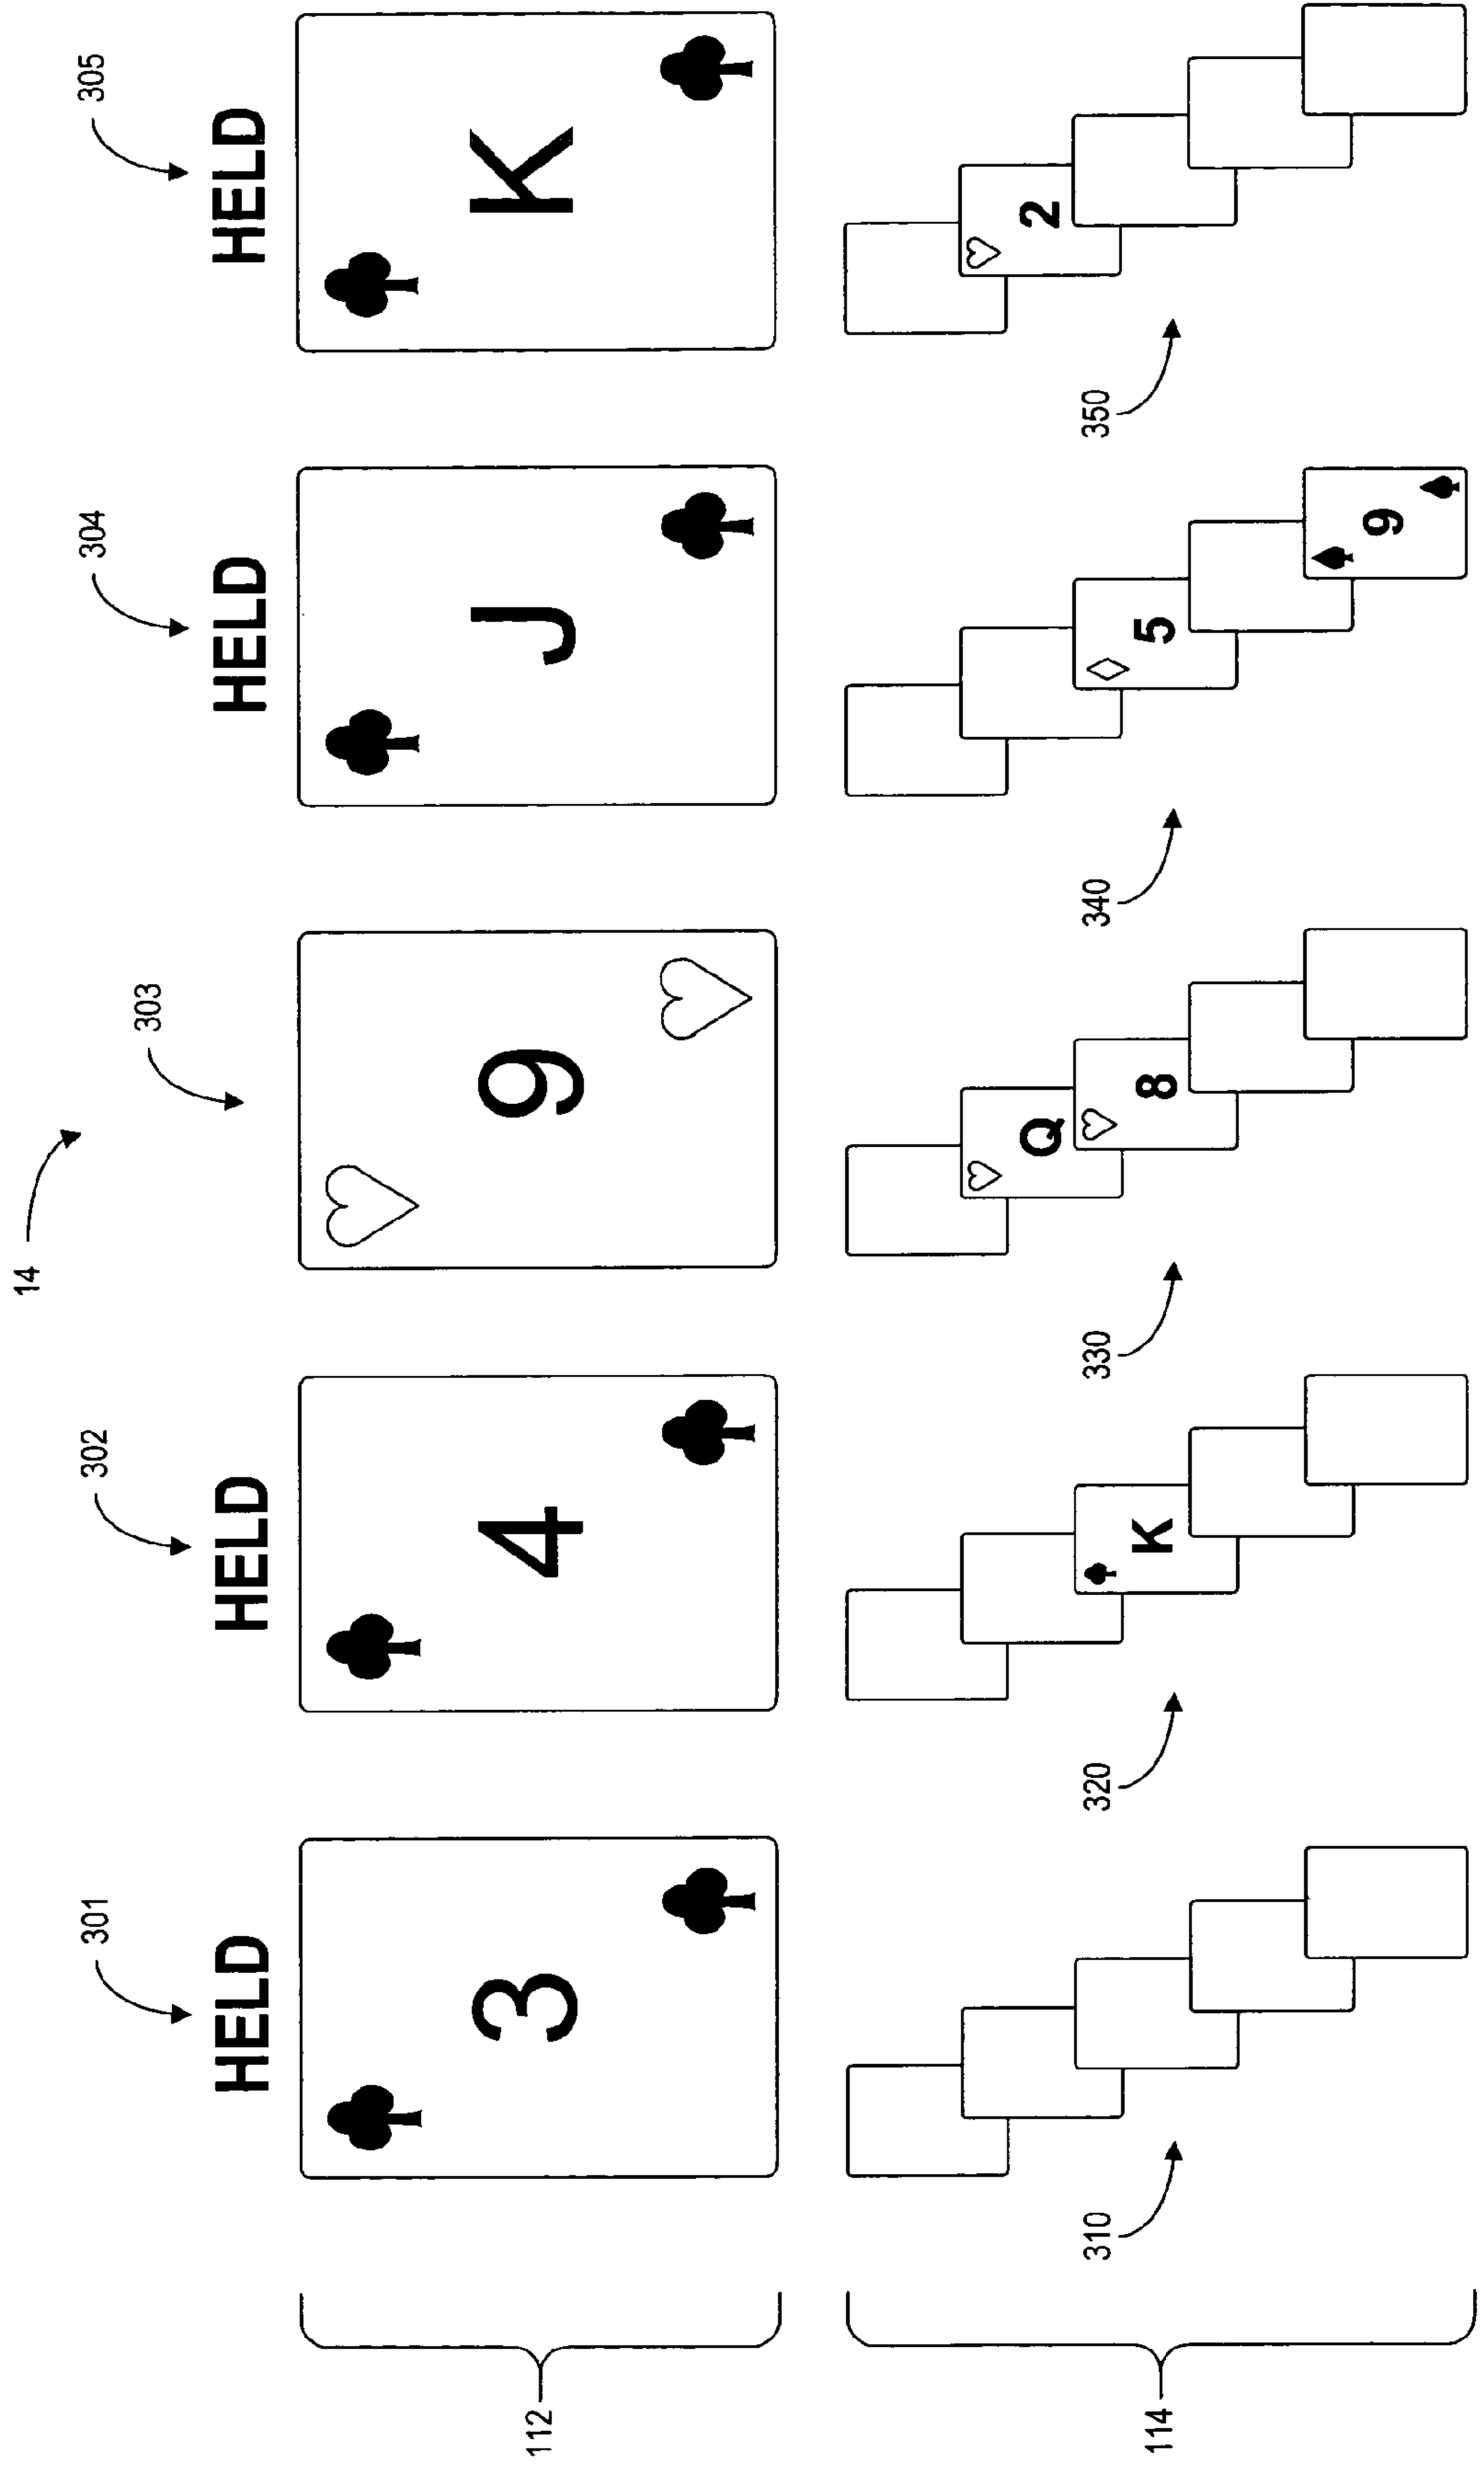 14
301 302 303 304 305
HELD HELD HELD HELD
112 3 4 9 J K
Q 2
310 320 330 340 350
114 K 8 5
9